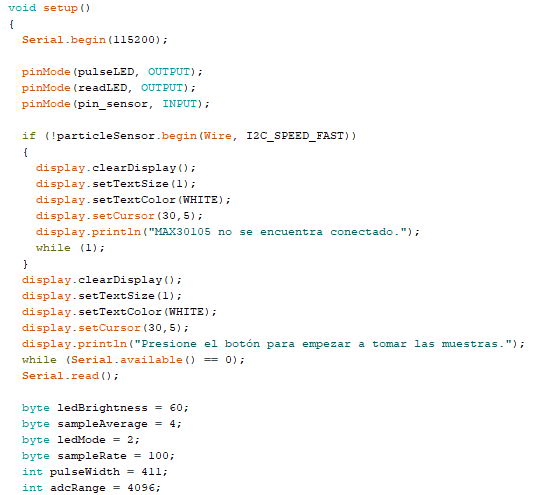 void setup()
{
  Serial.begin(115200);

  pinMode(pulseLED, OUTPUT);
  pinMode(readLED, OUTPUT);
  pinMode(pin_sensor, INPUT);

  if (!particleSensor.begin(Wire, I2C_SPEED_FAST))
  {
    display.clearDisplay();
    display.setTextSize(1);
    display.setTextColor(WHITE);
    display.setCursor(30,5);
    display.println("MAX30105 no se encuentra conectado.");
    while (1);
  }
  display.clearDisplay();
  display.setTextSize(1);
  display.setTextColor(WHITE);
  display.setCursor(30,5);
  display.println("Presione el botón para empezar a tomar las muestras.");
  while (Serial.available() == 0);
  Serial.read();

  byte ledBrightness = 60;
  byte sampleAverage = 4;
  byte ledMode = 2;
  byte sampleRate = 100;
  int pulseWidth = 411;
  int adcRange = 4096;